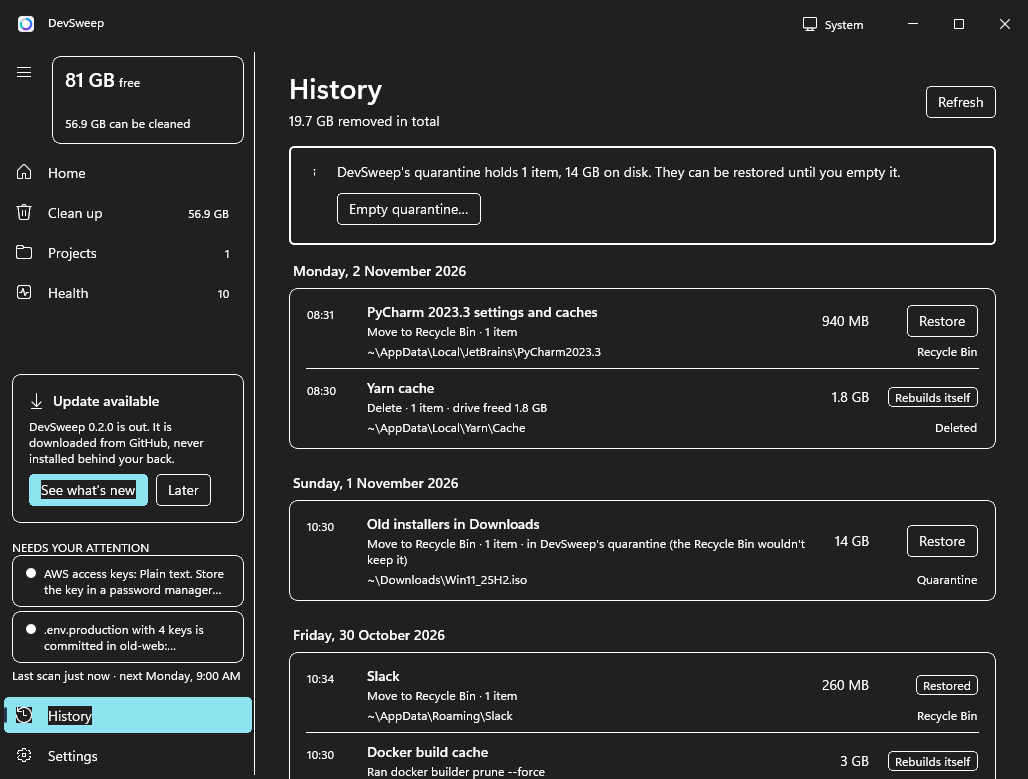 DevSweep
System
81 GB free
56.9 GB can be cleaned
Home
Clean up 56.9 GB
Projects 1
Health 10
Update available
DevSweep 0.2.0 is out. It is
downloaded from GitHub, never
installed behind your back.
See what's new Later
NEEDS YOUR ATTENTION
AWS access keys: Plain text. Store
the key in a password manager...
.env.production with 4 keys is
committed in old-web:...
Last scan just now · next Monday, 9:00 AM
History
Settings
History
19.7 GB removed in total
Refresh
DevSweep's quarantine holds 1 item, 14 GB on disk. They can be restored until you empty it.
Empty quarantine...
Monday, 2 November 2026
08:31 PyCharm 2023.3 settings and caches 940 MB Restore
Move to Recycle Bin · 1 item
~\AppData\Local\JetBrains\PyCharm2023.3 Recycle Bin
08:30 Yarn cache 1.8 GB Rebuilds itself
Delete · 1 item · drive freed 1.8 GB
~\AppData\Local\Yarn\Cache Deleted
Sunday, 1 November 2026
10:30 Old installers in Downloads 14 GB Restore
Move to Recycle Bin · 1 item · in DevSweep's quarantine (the Recycle Bin wouldn't
keep it)
~\Downloads\Win11_25H2.iso Quarantine
Friday, 30 October 2026
10:34 Slack 260 MB Restored
Move to Recycle Bin · 1 item
~\AppData\Roaming\Slack Recycle Bin
10:30 Docker build cache 3 GB Rebuilds itself
Ran docker builder prune --force